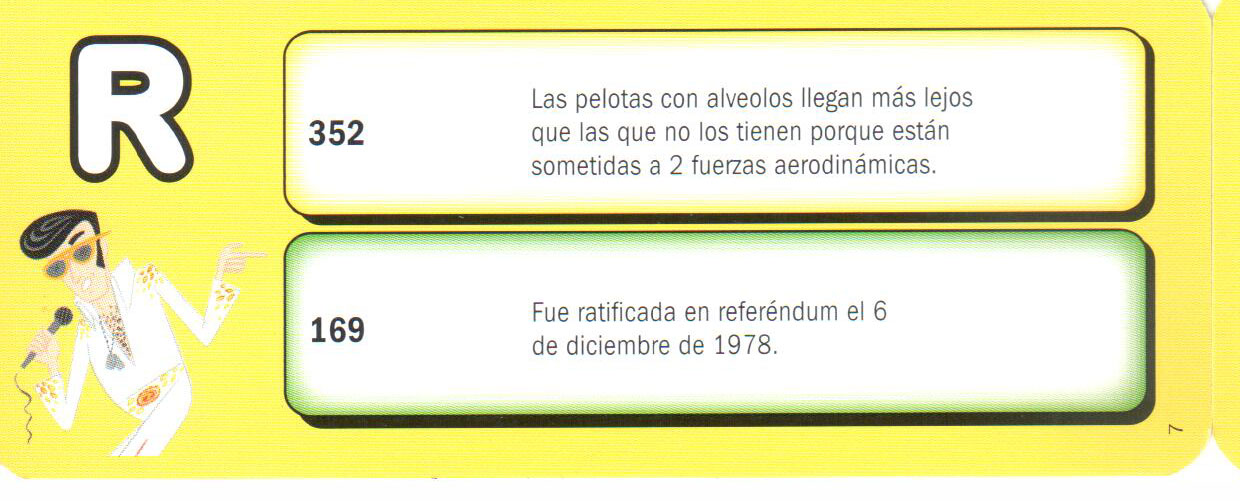 R
352
Las pelotas con alveolos llegan más lejos
que las que no los tienen porque están
sometidas a 2 fuerzas aerodinámicas.
169
Fue ratificada en referéndum el 6
de diciembre de 1978.
7